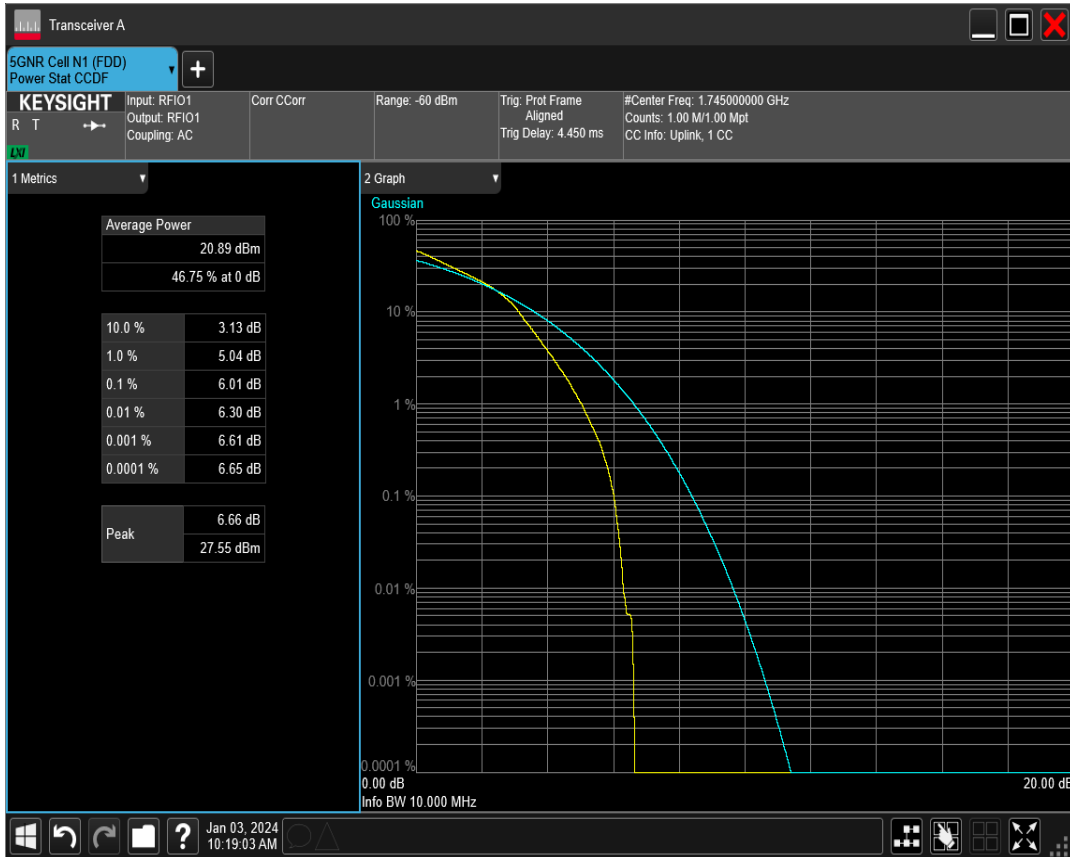 Transceiver A
5GNR Cell N1 (FDD)
Power Stat CCDF
+
KEYSIGHT
R T
LXI
Input: RFIO1
Output: RFIO1
Coupling: AC
Corr CCorr
Range: -60 dBm
Trig: Prot Frame
Aligned
Trig Delay: 4.450 ms
#Center Freq: 1.745000000 GHz
Counts: 1.00 M/1.00 Mpt
CC Info: Uplink, 1 CC
1 Metrics
Average Power
20.89 dBm
46.75 % at 0 dB
10.0 % 3.13 dB
1.0 % 5.04 dB
0.1 % 6.01 dB
0.01 % 6.30 dB
0.001 % 6.61 dB
0.0001 % 6.65 dB
Peak
6.66 dB
27.55 dBm
2 Graph
Gaussian
100 %
10 %
1 %
0.1 %
0.01 %
0.001 %
0.0001 %
0.00 dB
20.00 dB
Info BW 10.000 MHz
?
Jan 03, 2024
10:19:03 AM